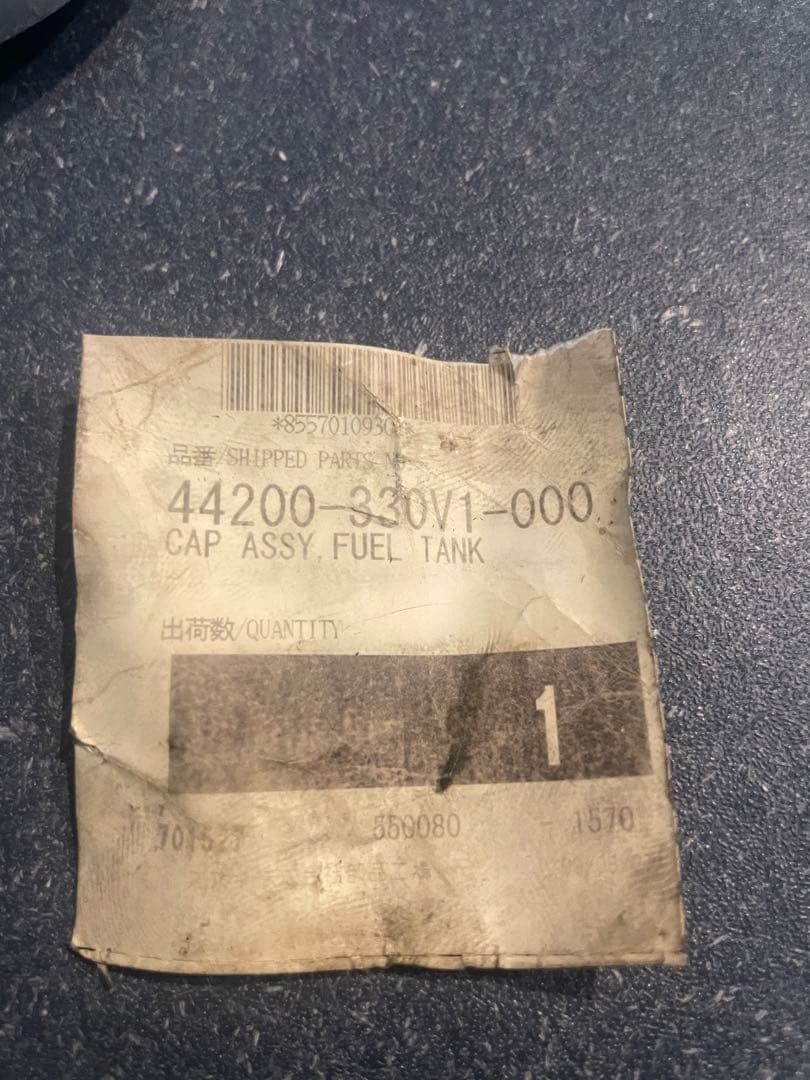 *8557010930
品番/SHIPPED PARTS
44200-330V1-000
CAP ASSY,FUEL TANK
出荷数/QUANTITY
1
550080 - 1570